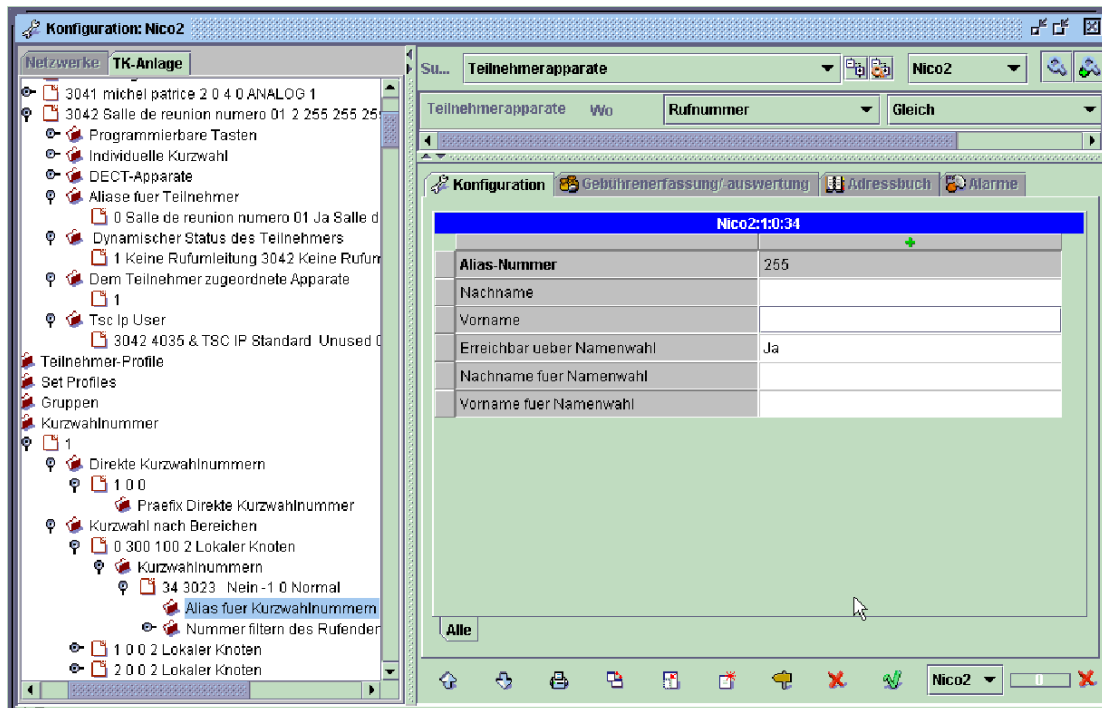 Konfiguration: Nico2
Netzwerke TK-Anlage
3041 michel patrice 2 0 4 0 ANALOG 1
3042 Salle de reunion numero 01 2 255 255 25
Programmierbare Tasten
Individuelle Kurzwahl
DECT-Apparate
Aliase fuer Teilnehmer
0 Salle de reunion numero 01 Ja Salle d
Dynamischer Status des Teilnehmers
1 Keine Rufumleitung 3042 Keine Rufum
Dem Teilnehmer zugeordnete Apparate
1
Tsc Ip User
3042 4035 & TSC IP Standard Unused 0
Teilnehmer-Profile
Set Profiles
Gruppen
Kurzwahlnummer
1
Direkte Kurzwahlnummern
1 0 0
Praefix Direkte Kurzwahlnummer
Kurzwahl nach Bereichen
0 300 100 2 Lokaler Knoten
Kurzwahlnummern
34 3023 Nein -1 0 Normal
Alias fuer Kurzwahlnummern
Nummer filtern des Rufender
1 0 0 2 Lokaler Knoten
2 0 0 2 Lokaler Knoten
Su... Teilnehmerapparate Nico2
Teilnehmerapparate Wo Rufnummer Gleich
Konfiguration Gebuhrenerfassung/-auswertung Adressbuch Alarme
Nico2:1:0:34
Alias-Nummer 255
Nachname
Vorname
Erreichbar ueber Namenwahl Ja
Nachname fuer Namenwahl
Vorname fuer Namenwahl
Alle
Nico2 0